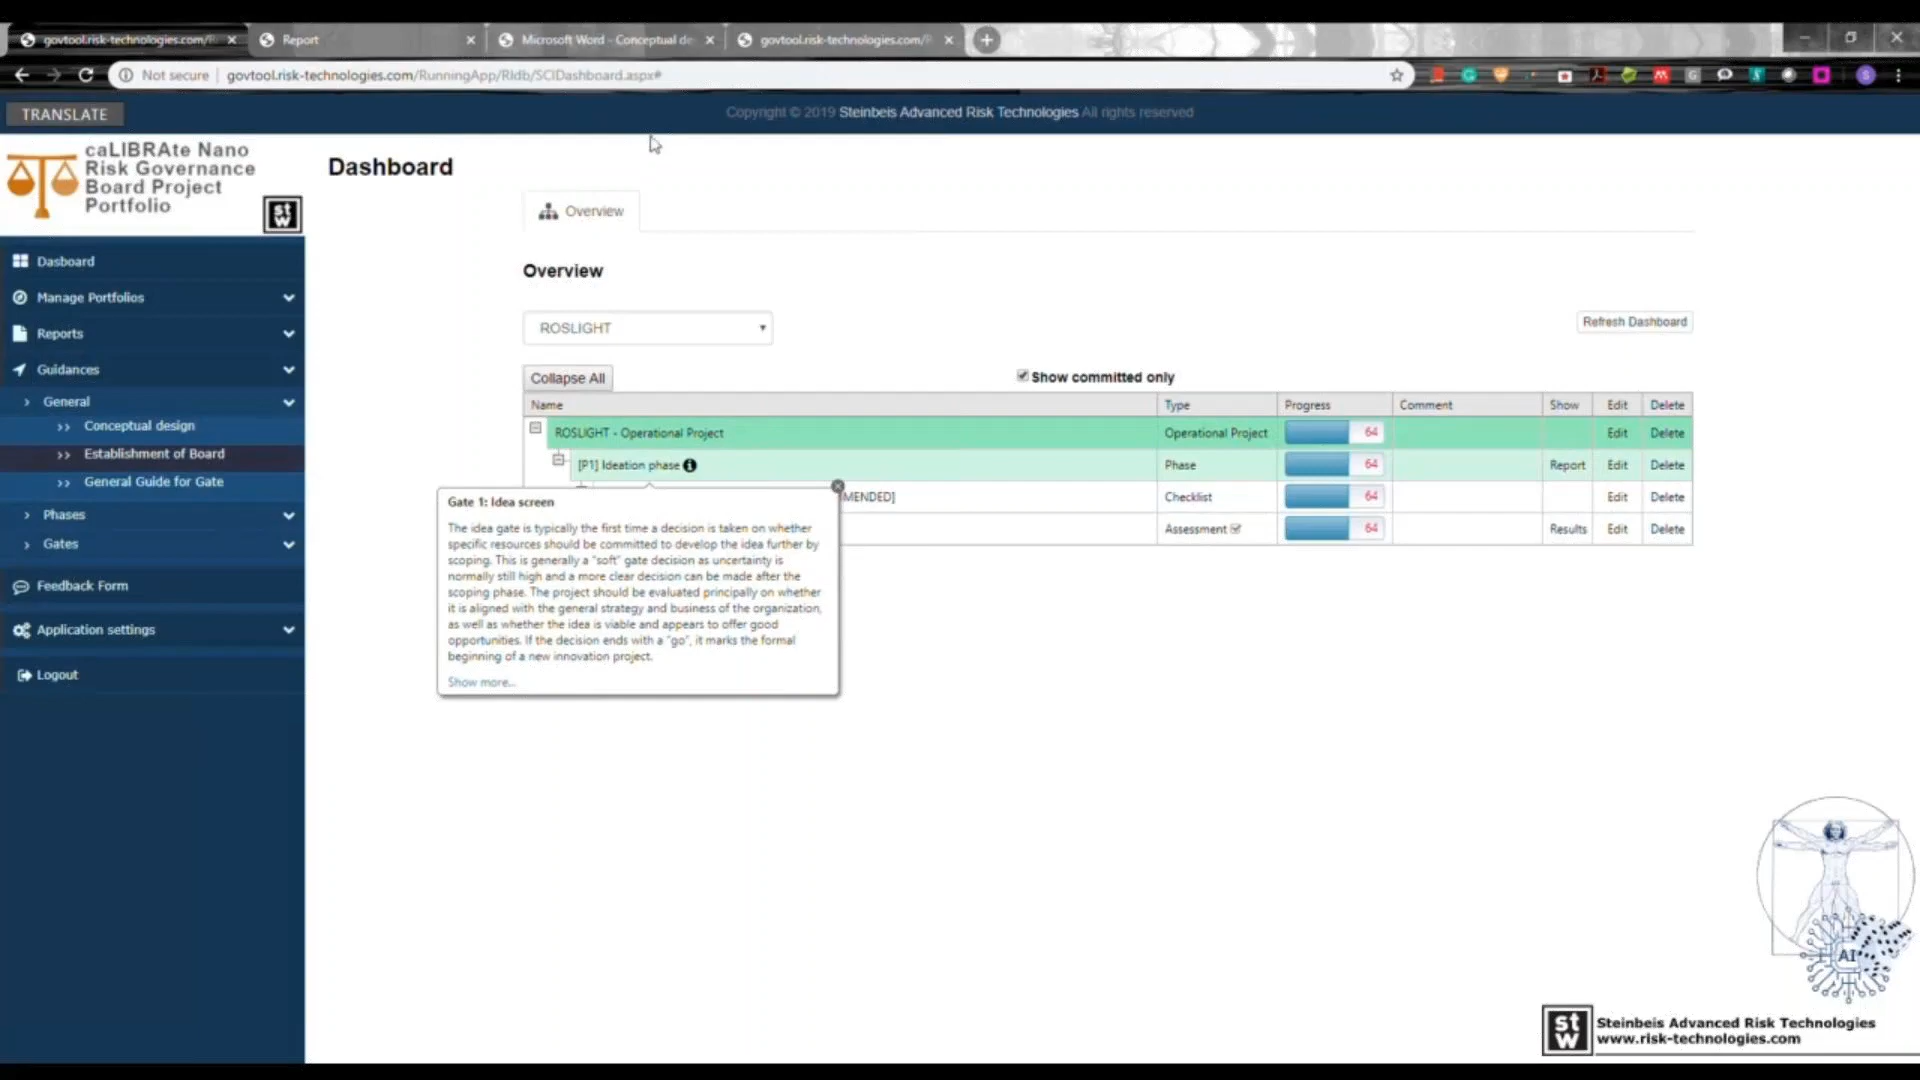 govtool.risk-technologies.com/R
Report
Microsoft Word - Conceptual de
govtool.risk-technologies.com/R
Not secure
govtool.risk-technologies.com/RunningApp/RIdb/SCIDashboard.aspx#
TRANSLATE
Copyright © 2019 Steinbeis Advanced Risk Technologies All rights reserved
caLIBRAte Nano
Risk Governance
Board Project
Portfolio
st
w
Dashboard
Overview
Overview
ROSLIGHT
Refresh Dashboard
Collapse All
Show committed only
Name Type Progress Comment Show Edit Delete
ROSLIGHT - Operational Project Operational Project 64 Edit Delete
[P1] Ideation phase Phase 64 Report Edit Delete
MENDED] Checklist 64 Edit Delete
Assessment 64 Results Edit Delete
Gate 1: Idea screen
The idea gate is typically the first time a decision is taken on whether
specific resources should be committed to develop the idea further by
scoping. This is generally a "soft" gate decision as uncertainty is
normally still high and a more clear decision can be made after the
scoping phase. The project should be evaluated principally on whether
it is aligned with the general strategy and business of the organization,
as well as whether the idea is viable and appears to offer good
opportunities. If the decision ends with a "go", it marks the formal
beginning of a new innovation project.
Show more...
Dasboard
Manage Portfolios
Reports
Guidances
General
Conceptual design
Establishment of Board
General Guide for Gate
Phases
Gates
Feedback Form
Application settings
Logout
AI
st
w
Steinbeis Advanced Risk Technologies
www.risk-technologies.com